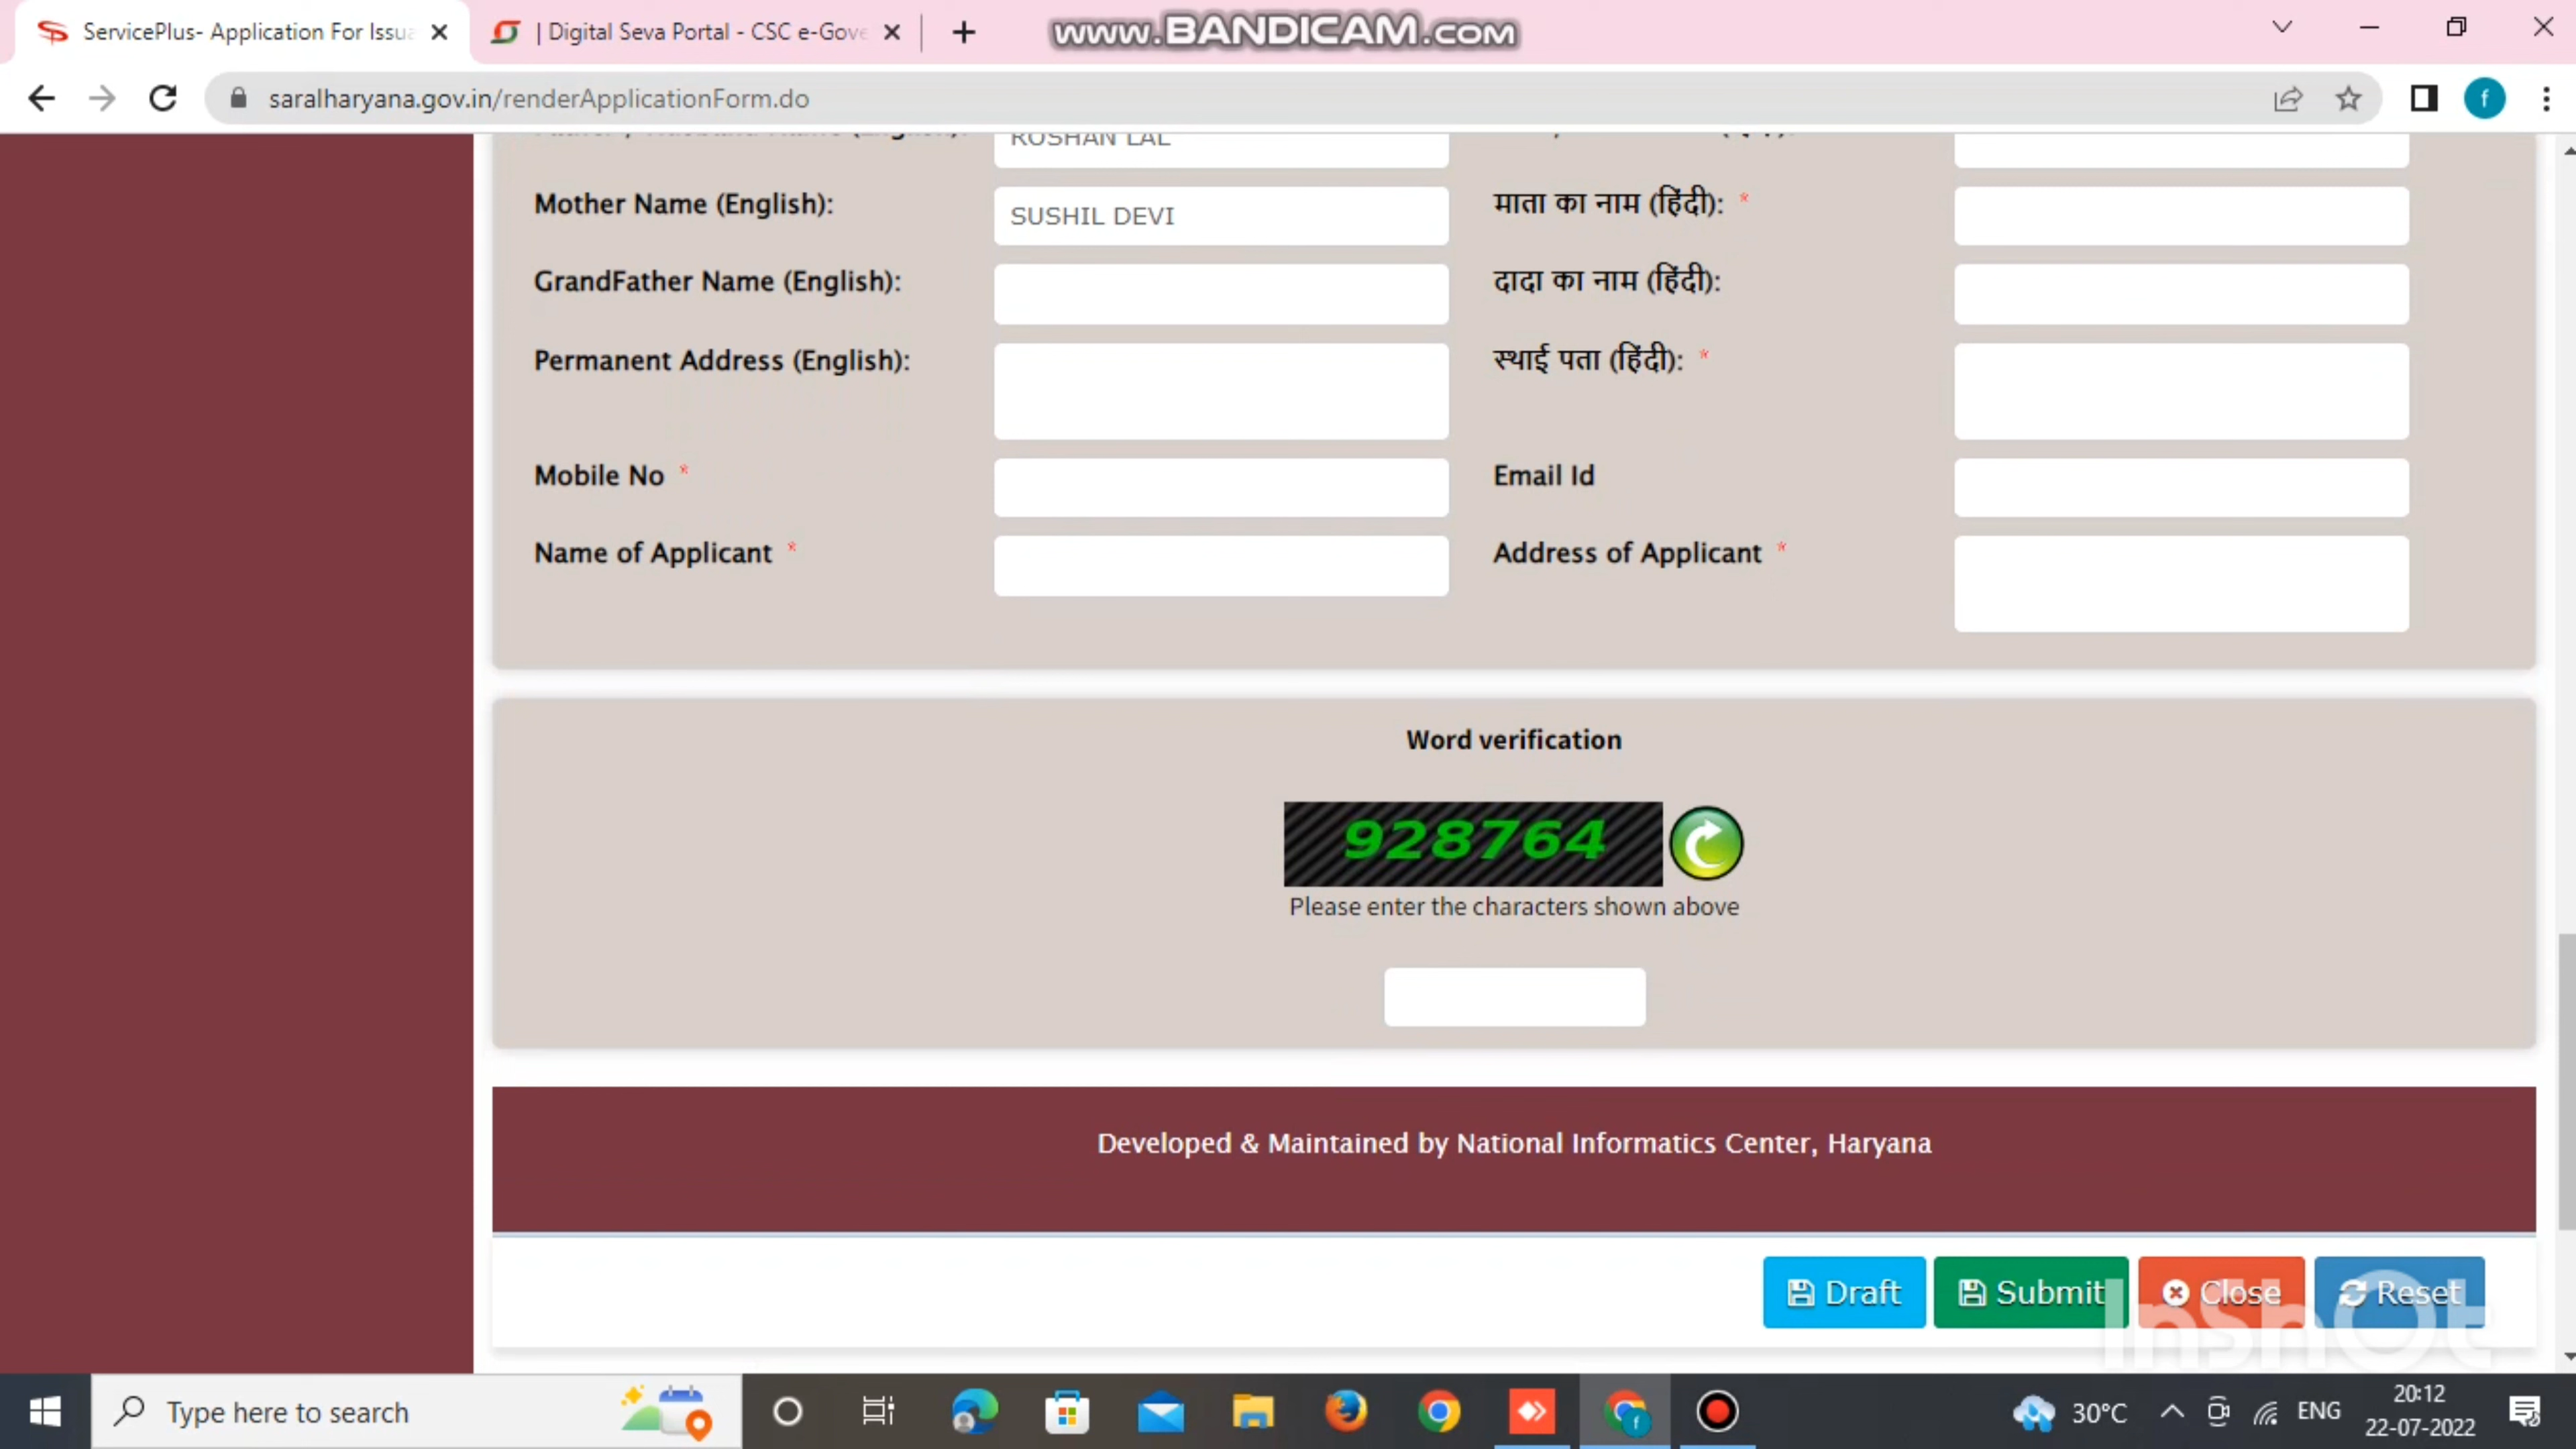 ServicePlus- Application For Issua
| Digital Seva Portal - CSC e-Gove
www.BANDICAM.com
saralharyana.gov.in/renderApplicationForm.do
ROSHAN LAL
Mother Name (English):
SUSHIL DEVI
माता का नाम (हिंदी): *
GrandFather Name (English):
दादा का नाम (हिंदी):
Permanent Address (English):
स्थाई पता (हिंदी): *
Mobile No *
Email Id
Name of Applicant *
Address of Applicant *
Word verification
928764
Please enter the characters shown above
Developed & Maintained by National Informatics Center, Haryana
Draft
Submit
Close
Reset
InShot
Type here to search
30°C
ENG
20:12
22-07-2022
f